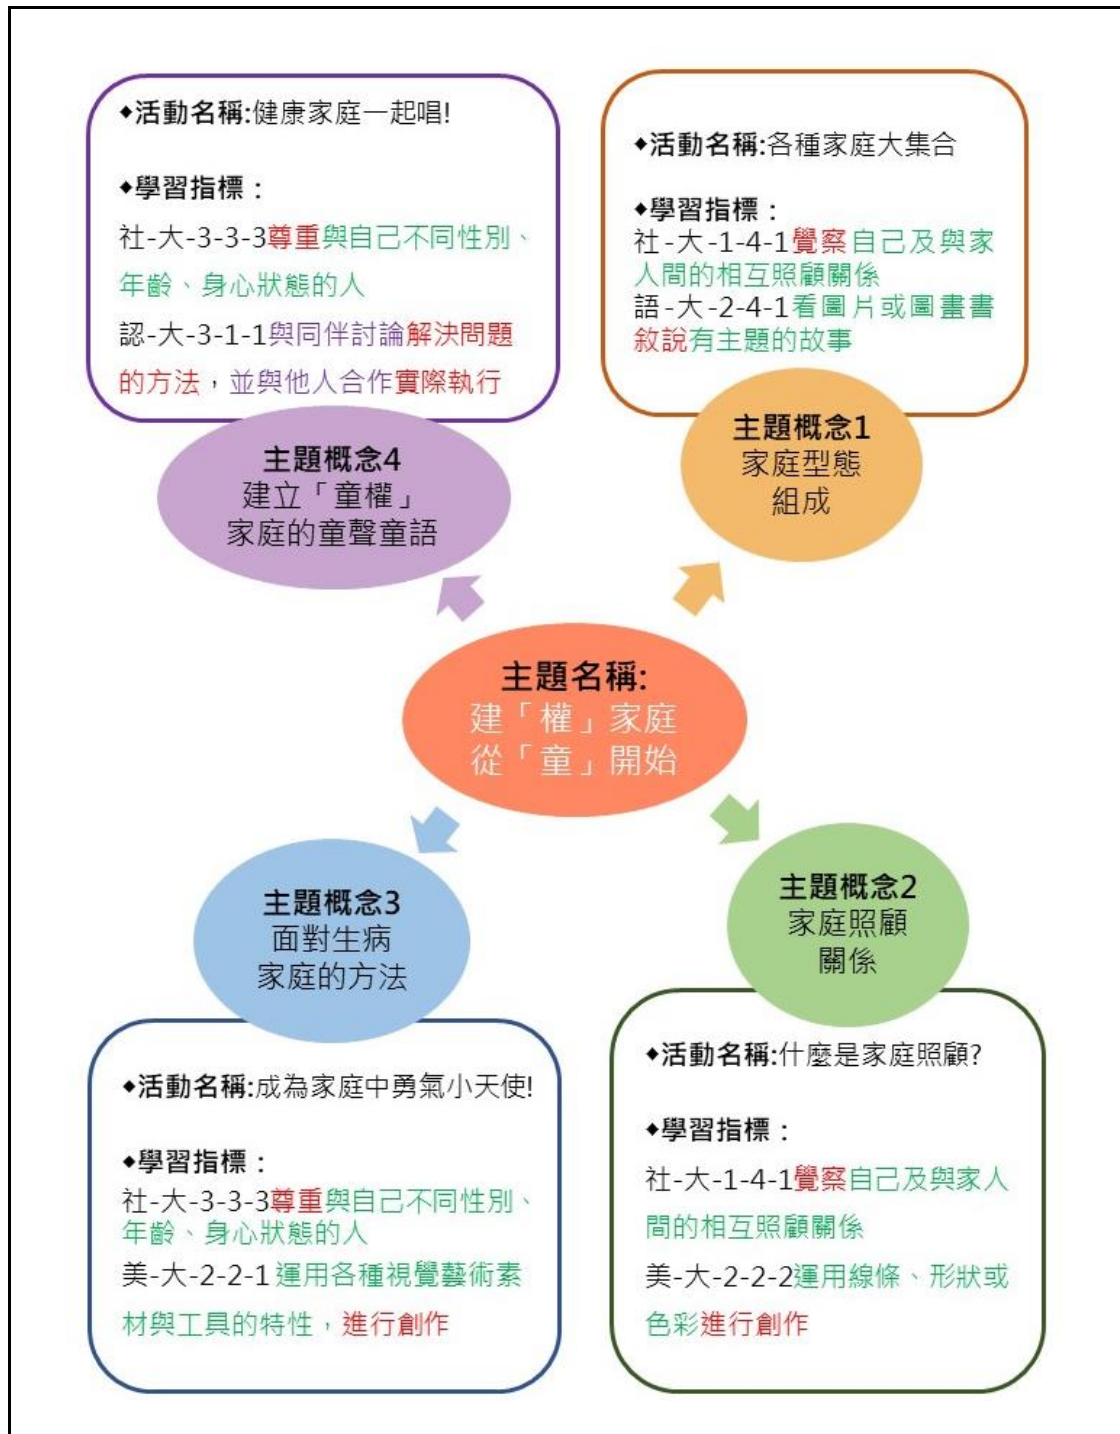 ◆活動名稱:健康家庭一起唱!
◆學習指標：
社-大-3-3-3尊重與自己不同性別、
年齡、身心狀態的人
認-大-3-1-1與同伴討論解決問題
的方法，並與他人合作實際執行
主題概念4
建立「童權」
家庭的童聲童語
◆活動名稱:各種家庭大集合
◆學習指標：
社-大-1-4-1覺察自己及與家
人間的相互照顧關係
語-大-2-4-1看圖片或圖畫書
敘說有主題的故事
主題概念1
家庭型態
組成
主題名稱:
建「權」家庭
從「童」開始
主題概念3
面對生病
家庭的方法
◆活動名稱:成為家庭中勇氣小天使!
◆學習指標：
社-大-3-3-3尊重與自己不同性別、
年齡、身心狀態的人
美-大-2-2-1運用各種視覺藝術素
材與工具的特性，進行創作
主題概念2
家庭照顧
關係
◆活動名稱:什麼是家庭照顧?
◆學習指標：
社-大-1-4-1覺察自己及與家人
間的相互照顧關係
美-大-2-2-2運用線條、形狀或
色彩進行創作